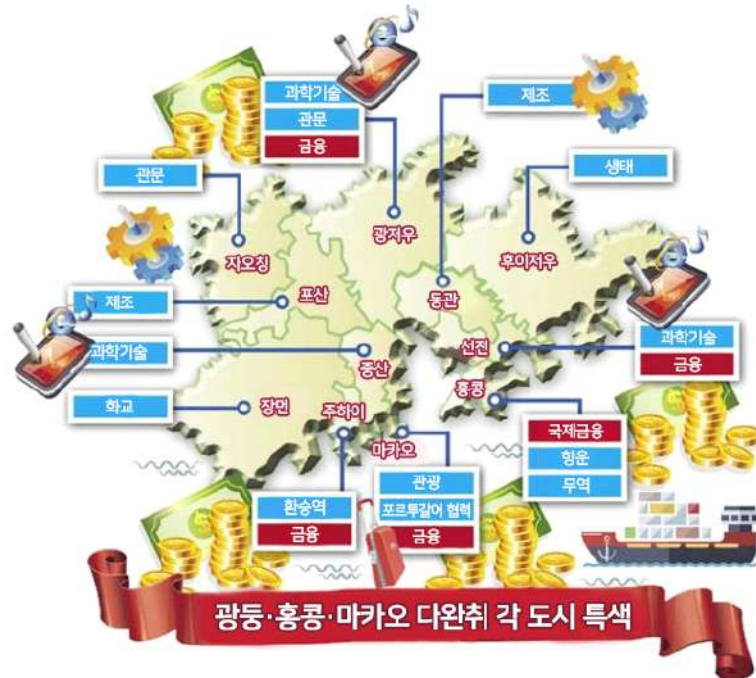 과학기술
관문
금융
제조
관문
생태
광저우
자오칭
후이저우
포산
동관
제조
선전
과학기술
금융
과학기술
중산
홍콩
화교
장먼
주하이
마카오
국제금융
항운
무역
관광
환승역
포르투갈어 협력
금융
금융
광둥·홍콩·마카오 다완취 각 도시 특색